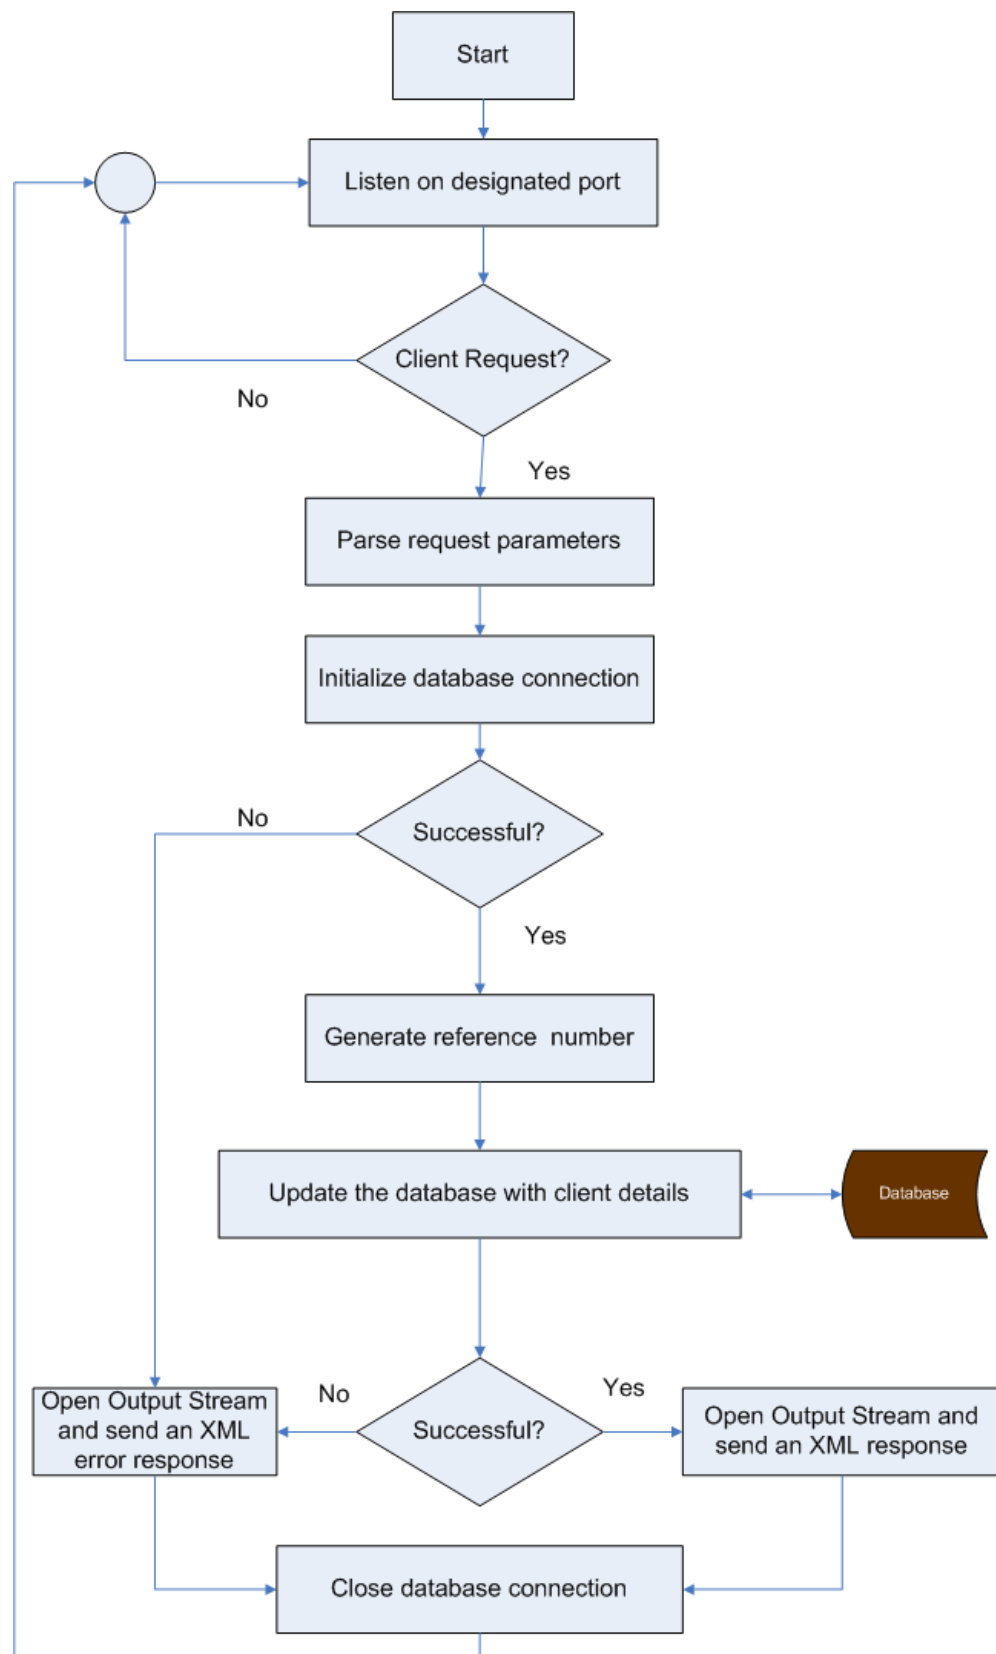 Start
Listen on designated port
Client Request?
No
Yes
Parse request parameters
Initialize database connection
No
Successful?
Yes
Generate reference  number
Update the database with client details
Database
Open Output Stream
and send an XML
error response
No
Successful?
Yes
Open Output Stream and
send an XML response
Close database connection